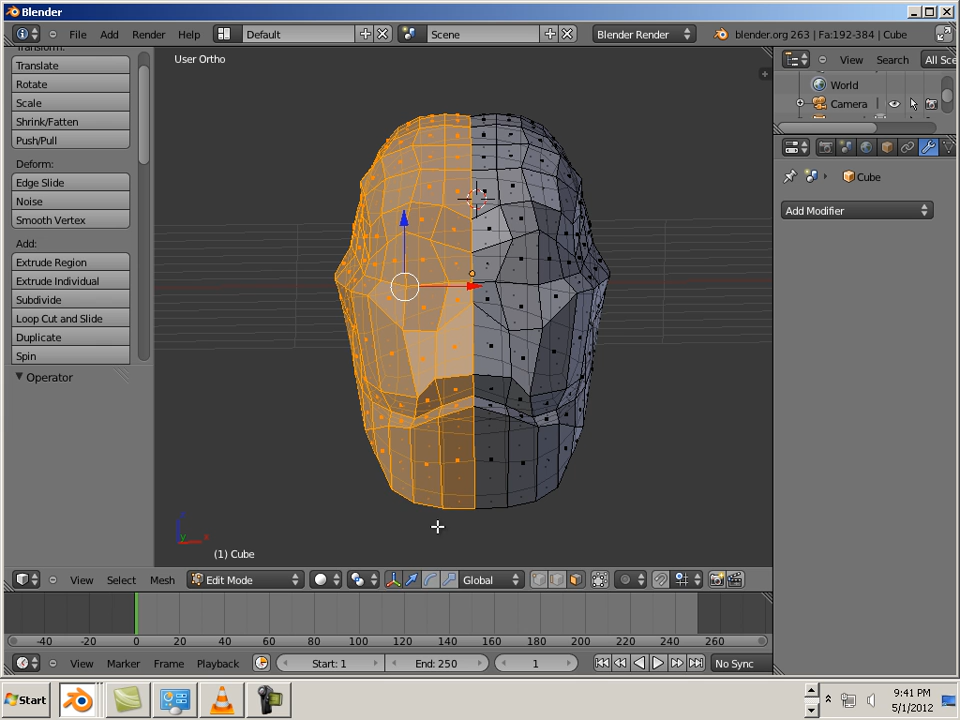 Blender
File Add Render Help Default Scene Blender Render blender.org 263 | Fa:192-384 | Cube
Translate
Rotate
Scale
Shrink/Fatten
Push/Pull
Deform:
Edge Slide
Noise
Smooth Vertex
Add:
Extrude Region
Extrude Individual
Subdivide
Loop Cut and Slide
Duplicate
Spin
Operator
User Ortho
(1) Cube
View Search All Sce
World
Camera
Cube
Add Modifier
View Select Mesh Edit Mode Global
-40 -20 0 20 40 60 80 100 120 140 160 180 200 220 240 260
View Marker Frame Playback Start: 1 End: 250 1 No Sync
Start
9:41 PM
5/1/2012